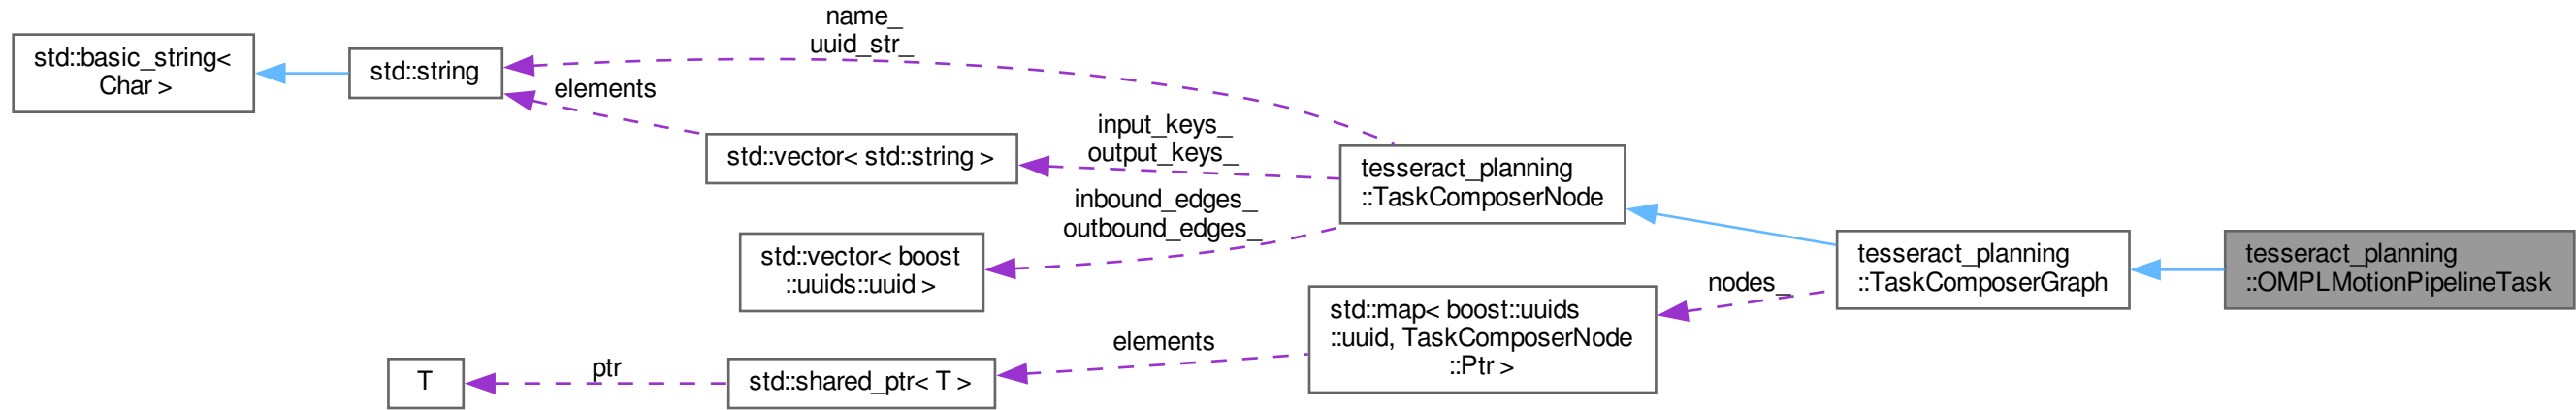 name_
uuid_str_
std::basic_string<
Char >
std::string
elements
input_keys_
output_keys_
std::vector< std::string >
tesseract_planning
::TaskComposerNode
inbound_edges_
outbound_edges_
std::vector< boost
::uuids::uuid >
tesseract_planning
::TaskComposerGraph
tesseract_planning
::OMPLMotionPipelineTask
nodes_
std::map< boost::uuids
::uuid, TaskComposerNode
::Ptr >
elements
ptr
T
std::shared_ptr< T >